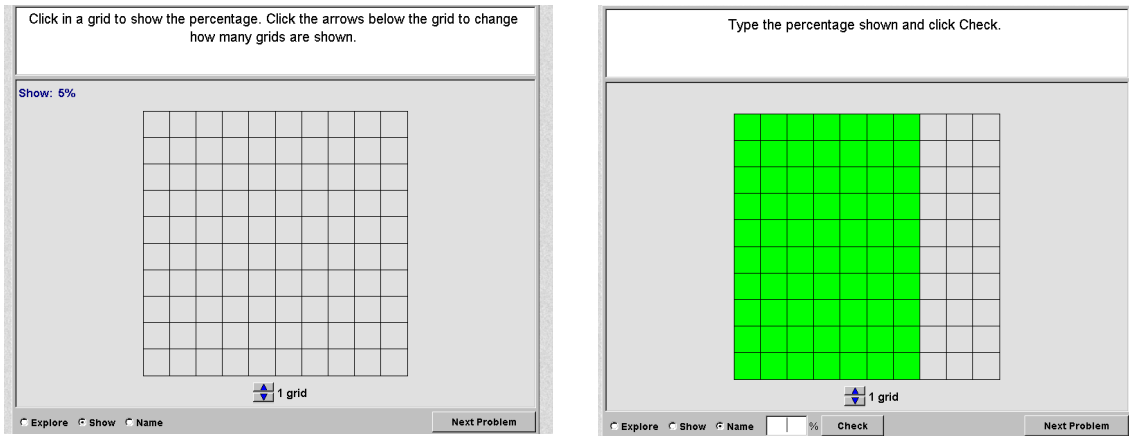 Click in a grid to show the percentage. Click the arrows below the grid to change
how many grids are shown.
Show: 5%
1 grid
Explore Show Name Next Problem
Type the percentage shown and click Check.
1 grid
Explore Show Name % Check Next Problem